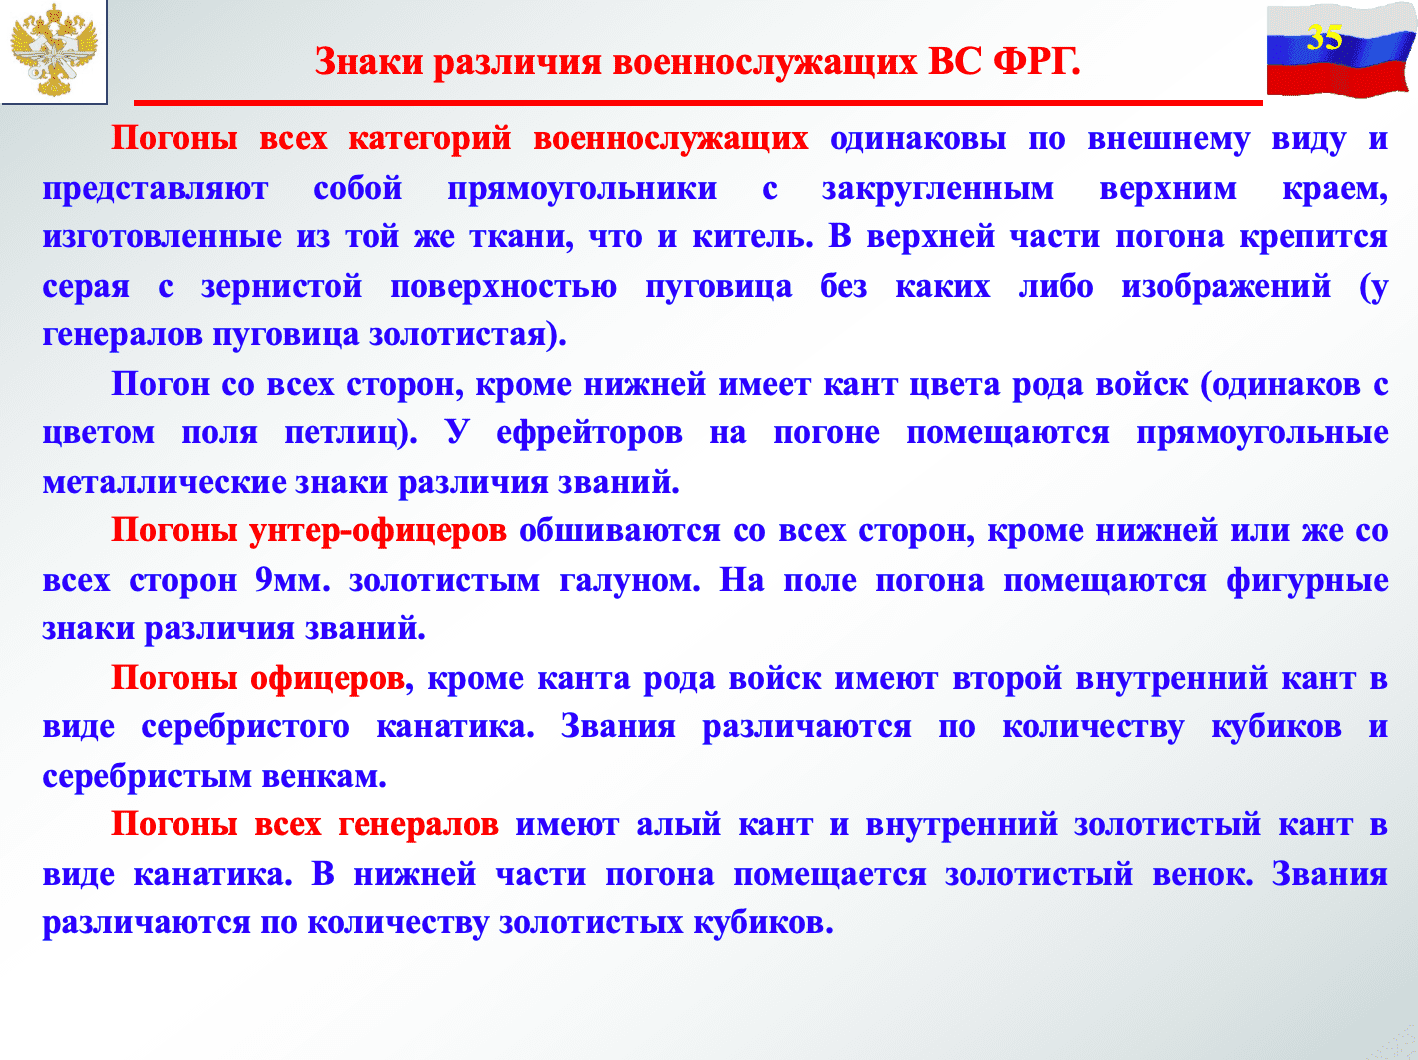 35
Знаки различия военнослужащих ВС ФРГ.
Погоны всех категорий военнослужащих одинаковы по внешнему виду и
представляют собой прямоугольники с закругленным верхним краем,
изготовленные из той же ткани, что и китель. В верхней части погона крепится
серая с зернистой поверхностью пуговица без каких либо изображений (у
генералов пуговица золотистая).
Погон со всех сторон, кроме нижней имеет кант цвета рода войск (одинаков с
цветом поля петлиц). У ефрейторов на погоне помещаются прямоугольные
металлические знаки различия званий.
Погоны унтер-офицеров обшиваются со всех сторон, кроме нижней или же со
всех сторон 9мм. золотистым галуном. На поле погона помещаются фигурные
знаки различия званий.
Погоны офицеров, кроме канта рода войск имеют второй внутренний кант в
виде серебристого канатика. Звания различаются по количеству кубиков и
серебристым венкам.
Погоны всех генералов имеют алый кант и внутренний золотистый кант в
виде канатика. В нижней части погона помещается золотистый венок. Звания
различаются по количеству золотистых кубиков.